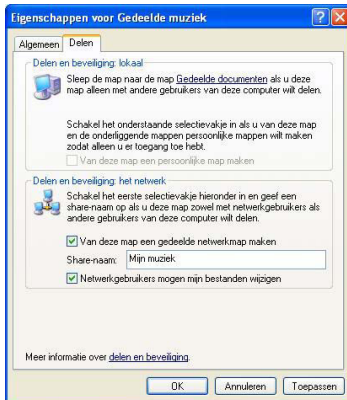 Eigenschappen voor Gedeelde muziek
Algemeen Delen
Delen en beveiliging: lokaal
Sleep de map naar de map Gedeelde documenten als u deze
map alleen met andere gebruikers van deze computer wilt delen.
Schakel het onderstaande selectievakje in als u van deze map
en de onderliggende mappen persoonlijke mappen wilt maken
zodat alleen u er toegang toe hebt.
Van deze map een persoonlijke map maken
Delen en beveiliging: het netwerk
Schakel het eerste selectievakje hieronder in en geef een
share-naam op als u deze map zowel met netwerkgebruikers als
andere gebruikers van deze computer wilt delen.
Van deze map een gedeelde netwerkmap maken
Share-naam: Mijn muziek
Netwerkgebruikers mogen mijn bestanden wijzigen
Meer informatie over delen en beveiliging.
OK Annuleren Toepassen